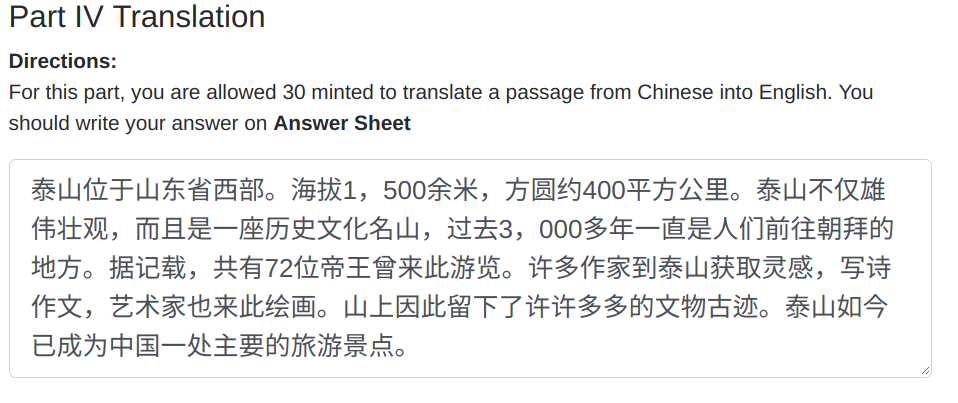 Part IV Translation
Directions:
For this part, you are allowed 30 minted to translate a passage from Chinese into English. You
should write your answer on Answer Sheet
泰山位于山东省西部。海拔1，500余米，方圆约400平方公里。泰山不仅雄
伟壮观，而且是一座历史文化名山，过去3，000多年一直是人们前往朝拜的
地方。据记载，共有72位帝王曾来此游览。许多作家到泰山获取灵感，写诗
作文，艺术家也来此绘画。山上因此留下了许许多多的文物古迹。泰山如今
已成为中国一处主要的旅游景点。